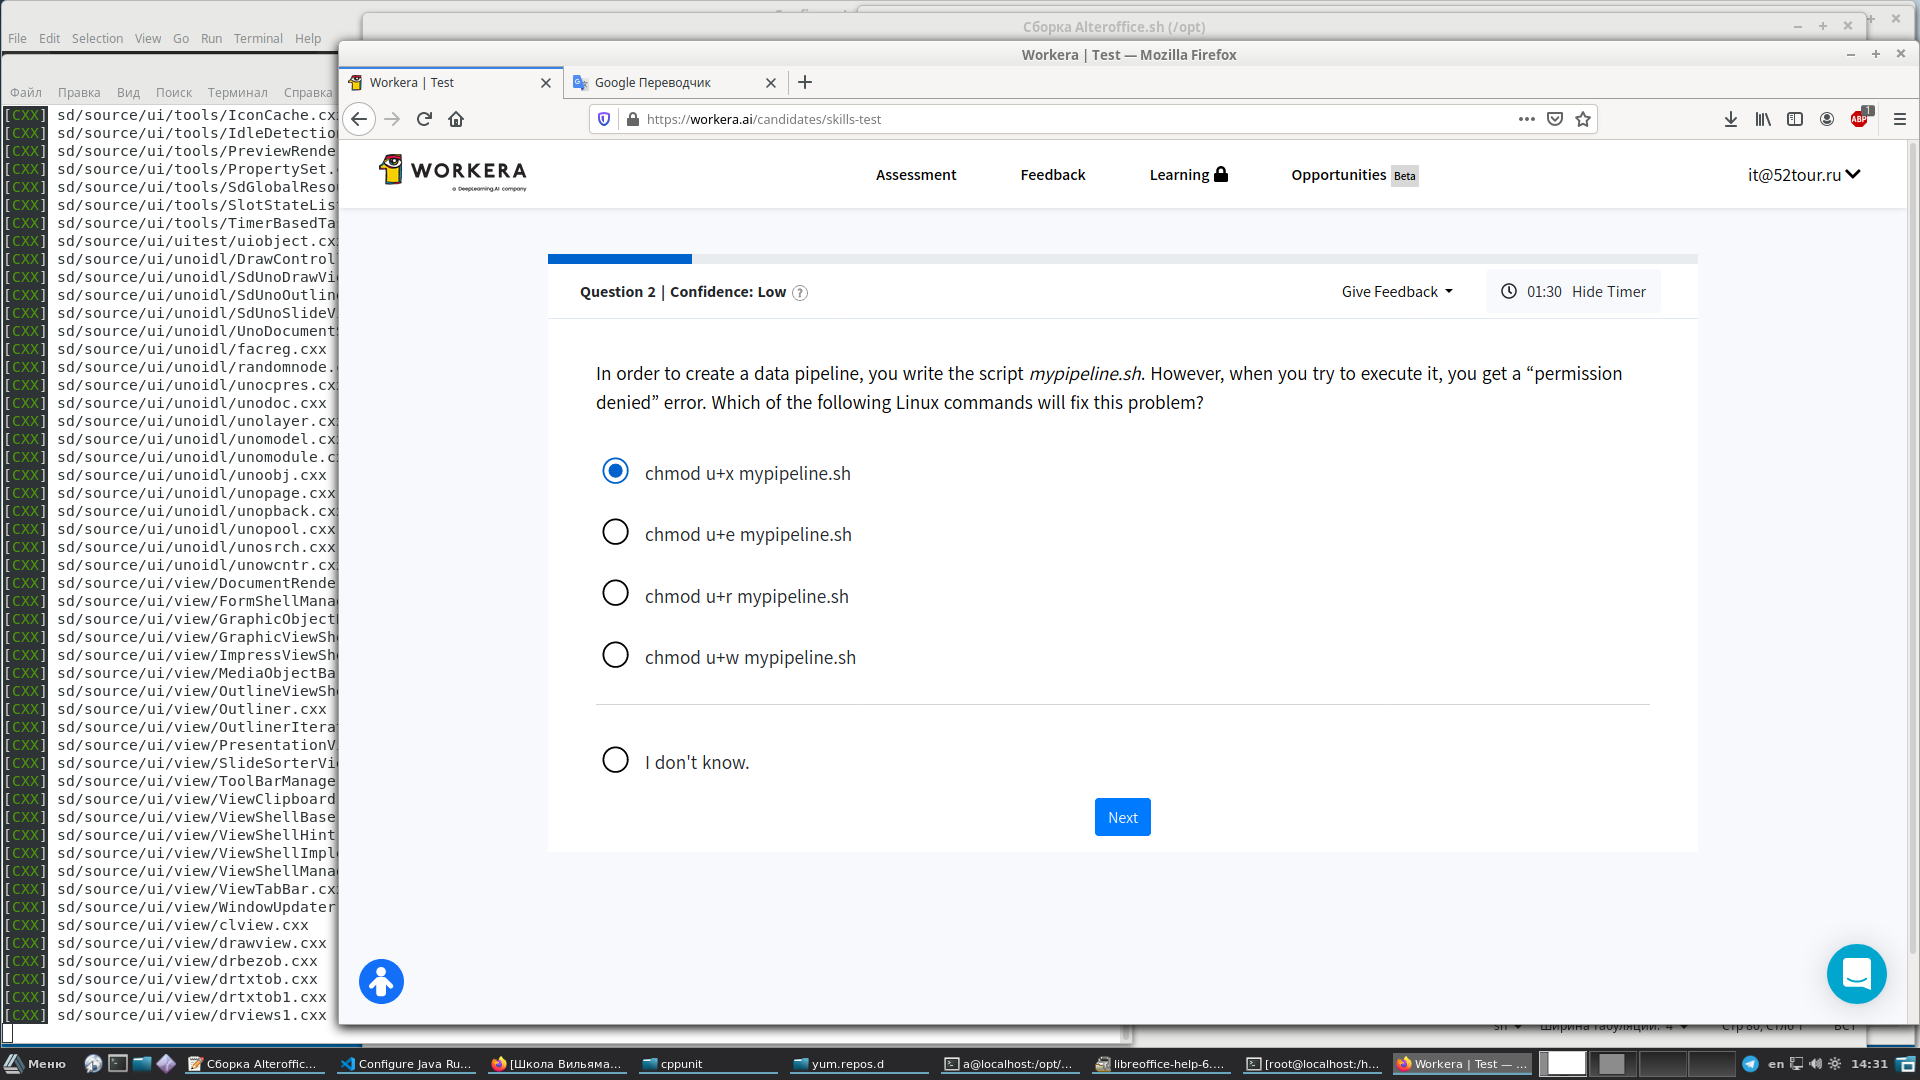 Сборка Alteroffice.sh (/opt)
File Edit Selection View Go Run Terminal Help
Workera | Test — Mozilla Firefox
Workera | Test
Google Переводчик
Файл Правка Вид Поиск Терминал Справка
https://workera.ai/candidates/skills-test
1
ABP
WORKERA
a DeepLearning.AI company
Assessment
Feedback
Learning
Opportunities Beta
it@52tour.ru
Question 2 | Confidence: Low ?
Give Feedback
01:30 Hide Timer
In order to create a data pipeline, you write the script mypipeline.sh. However, when you try to execute it, you get a “permission
denied” error. Which of the following Linux commands will fix this problem?
chmod u+x mypipeline.sh
chmod u+e mypipeline.sh
chmod u+r mypipeline.sh
chmod u+w mypipeline.sh
I don't know.
Next
[CXX] sd/source/ui/tools/IconCache.cx
[CXX] sd/source/ui/tools/IdleDetectio
[CXX] sd/source/ui/tools/PreviewRende
[CXX] sd/source/ui/tools/PropertySet.
[CXX] sd/source/ui/tools/SdGlobalReso
[CXX] sd/source/ui/tools/SlotStateLis
[CXX] sd/source/ui/tools/TimerBasedTa
[CXX] sd/source/ui/uitest/uiobject.cx
[CXX] sd/source/ui/unoidl/DrawControl
[CXX] sd/source/ui/unoidl/SdUnoDrawVi
[CXX] sd/source/ui/unoidl/SdUnoOutlin
[CXX] sd/source/ui/unoidl/SdUnoSlideV
[CXX] sd/source/ui/unoidl/UnoDocument
[CXX] sd/source/ui/unoidl/facreg.cxx
[CXX] sd/source/ui/unoidl/randomnode.
[CXX] sd/source/ui/unoidl/unocpres.cx
[CXX] sd/source/ui/unoidl/unodoc.cxx
[CXX] sd/source/ui/unoidl/unolayer.cx
[CXX] sd/source/ui/unoidl/unomodel.cx
[CXX] sd/source/ui/unoidl/unomodule.c
[CXX] sd/source/ui/unoidl/unoobj.cxx
[CXX] sd/source/ui/unoidl/unopage.cxx
[CXX] sd/source/ui/unoidl/unopback.cx
[CXX] sd/source/ui/unoidl/unopool.cxx
[CXX] sd/source/ui/unoidl/unosrch.cxx
[CXX] sd/source/ui/unoidl/unowcntr.cx
[CXX] sd/source/ui/view/DocumentRende
[CXX] sd/source/ui/view/FormShellMana
[CXX] sd/source/ui/view/GraphicObject
[CXX] sd/source/ui/view/GraphicViewSh
[CXX] sd/source/ui/view/ImpressViewSh
[CXX] sd/source/ui/view/MediaObjectBa
[CXX] sd/source/ui/view/OutlineViewSh
[CXX] sd/source/ui/view/Outliner.cxx
[CXX] sd/source/ui/view/OutlinerItera
[CXX] sd/source/ui/view/PresentationV
[CXX] sd/source/ui/view/SlideSorterVi
[CXX] sd/source/ui/view/ToolBarManage
[CXX] sd/source/ui/view/ViewClipboard
[CXX] sd/source/ui/view/ViewShellBase
[CXX] sd/source/ui/view/ViewShellHint
[CXX] sd/source/ui/view/ViewShellImpl
[CXX] sd/source/ui/view/ViewShellMana
[CXX] sd/source/ui/view/ViewTabBar.cx
[CXX] sd/source/ui/view/WindowUpdater
[CXX] sd/source/ui/view/clview.cxx
[CXX] sd/source/ui/view/drawview.cxx
[CXX] sd/source/ui/view/drbezob.cxx
[CXX] sd/source/ui/view/drtxtob.cxx
[CXX] sd/source/ui/view/drtxtob1.cxx
[CXX] sd/source/ui/view/drviews1.cxx
sh Ширина табуляции: 4
Меню
Сборка Alteroffic...
Configure Java Ru...
[Школа Вильяма...
cppunit
yum.repos.d
a@localhost:/opt/...
libreoffice-help-6....
[root@localhost:/h...
Workera | Test — ...
en
14:31